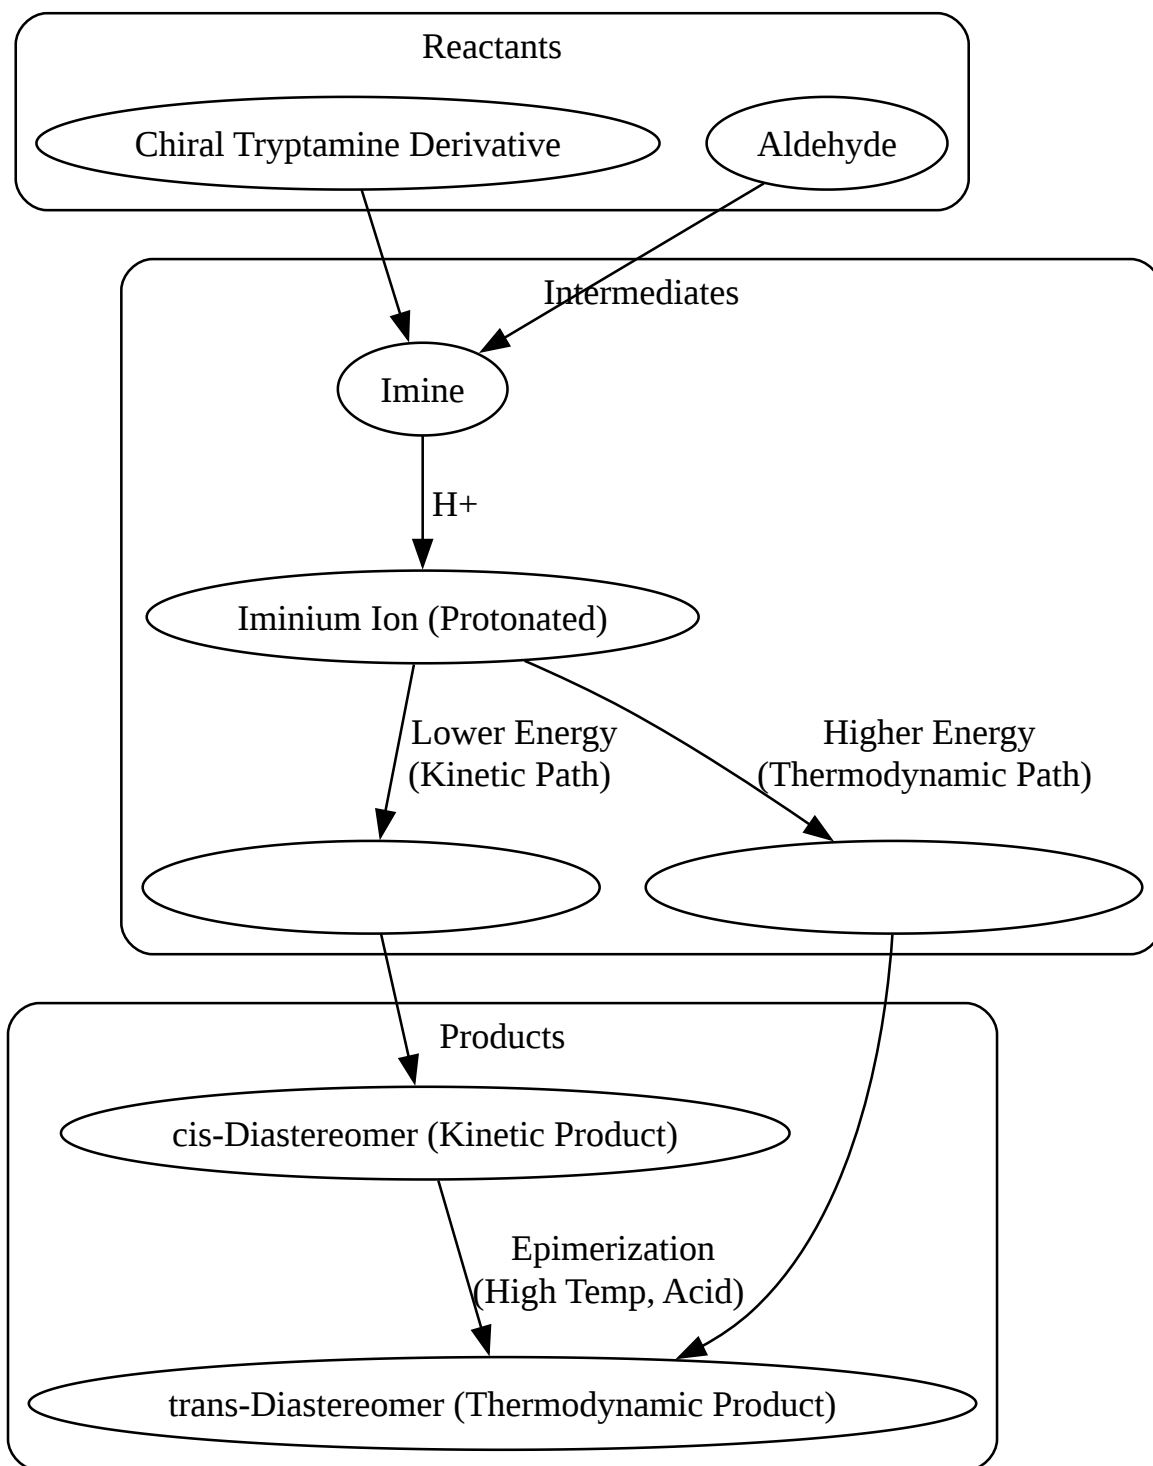 Reactants
Chiral Tryptamine Derivative
Aldehyde
Intermediates
Imine
H+
Iminium Ion (Protonated)
Lower Energy
(Kinetic Path)
Higher Energy
(Thermodynamic Path)
Products
cis-Diastereomer (Kinetic Product)
Epimerization
(High Temp, Acid)
trans-Diastereomer (Thermodynamic Product)